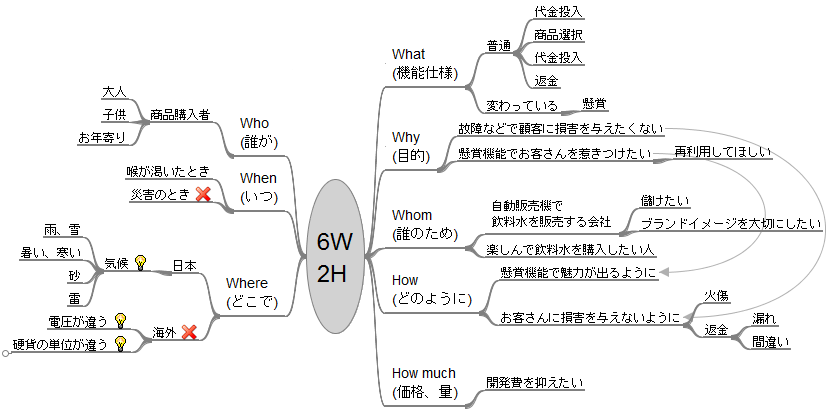 6W
2H
Who
(誰が)
商品購入者
大人
子供
お年寄り
When
(いつ)
喉が渇いたとき
災害のとき
Where
(どこで)
日本
気候
雨、雪
暑い、寒い
砂
雷
海外
電圧が違う
硬貨の単位が違う
What
(機能仕様)
普通
代金投入
商品選択
代金投入
返金
変わっている
懸賞
Why
(目的)
故障などで顧客に損害を与えたくない
懸賞機能でお客さんを惹きつけたい
再利用してほしい
Whom
(誰のため)
自動販売機で
飲料水を販売する会社
儲けたい
ブランドイメージを大切にしたい
楽しんで飲料水を購入したい人
How
(どのように)
懸賞機能で魅力が出るように
お客さんに損害を与えないように
火傷
返金
漏れ
間違い
How much
(価格、量)
開発費を抑えたい